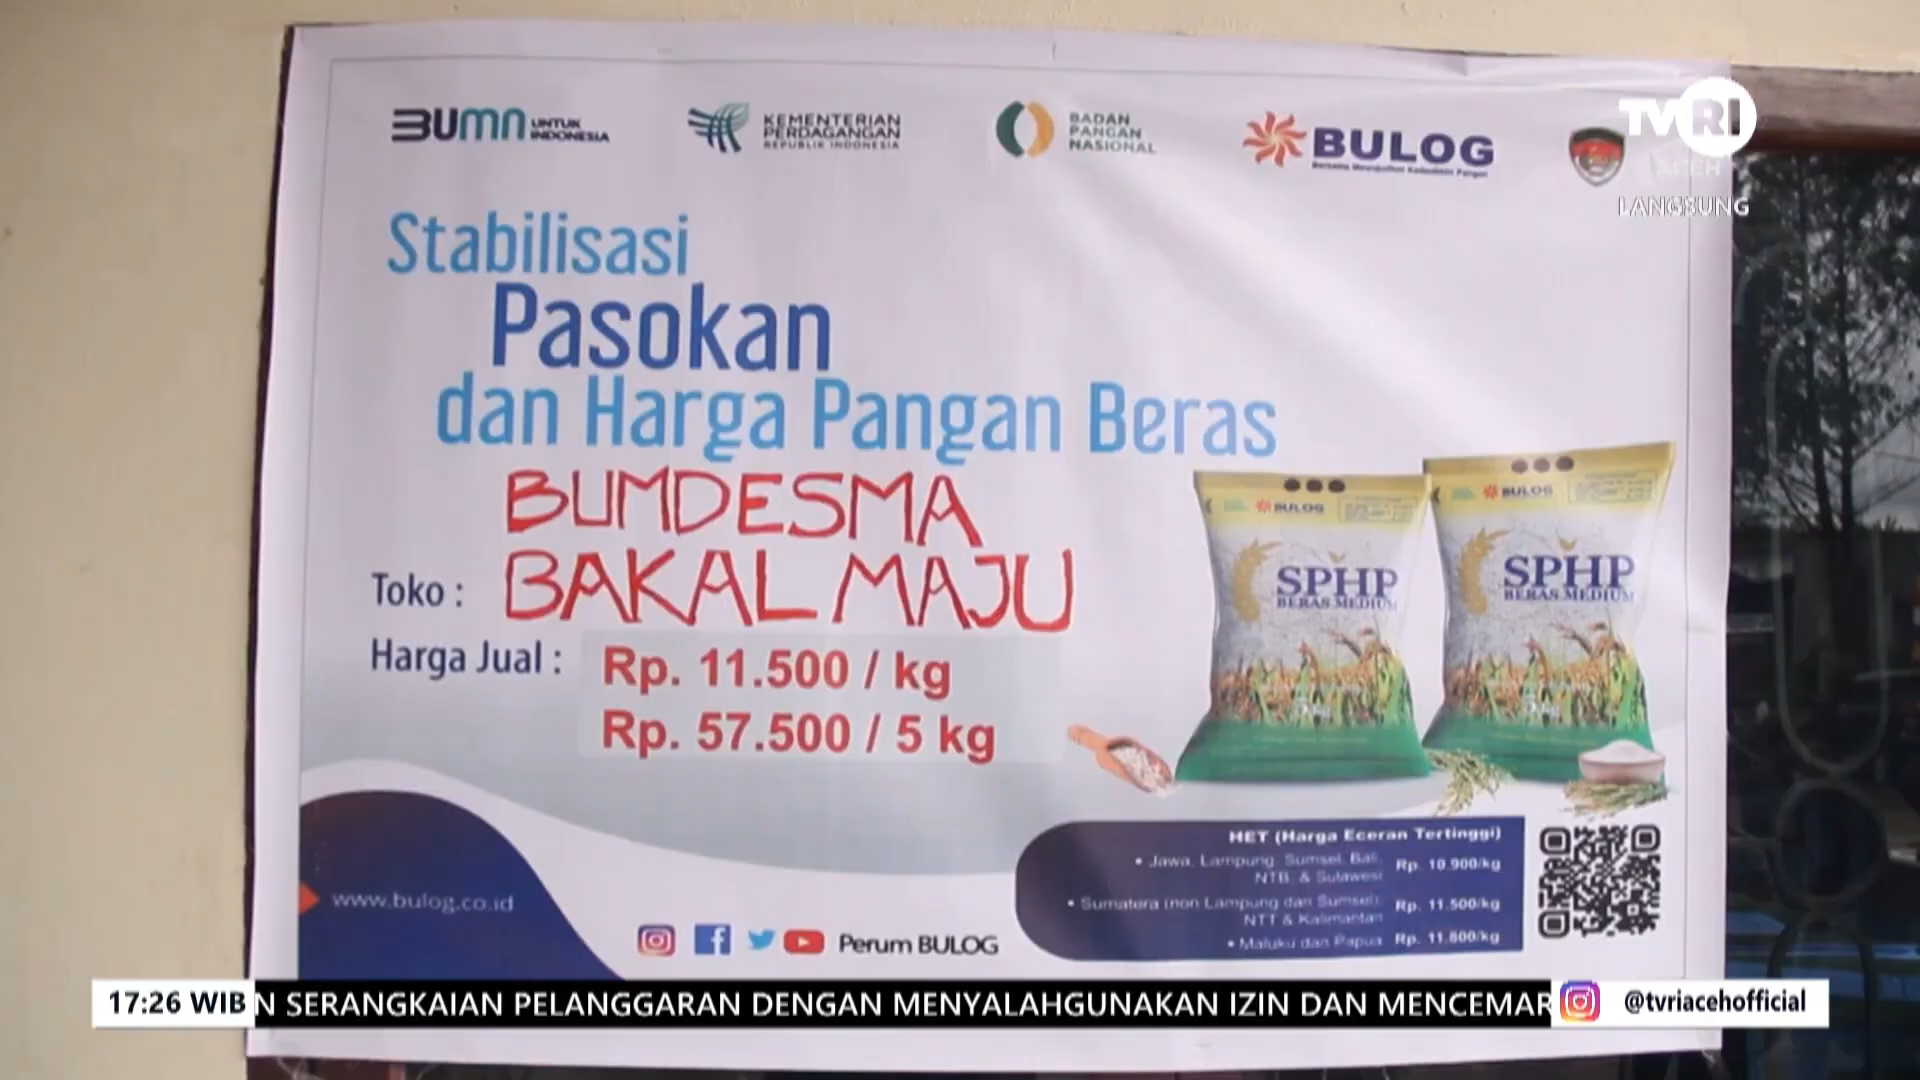 BUMN UNTUK
INDONESIA
KEMENTERIAN
PERDAGANGAN
REPUBLIK INDONESIA
BADAN
PANGAN
NASIONAL
BULOG
TVRI
ACEH
LANGSUNG
Stabilisasi
Pasokan
dan Harga Pangan Beras
BUMDESMA
Toko : BAKAL MAJU
Harga Jual : Rp. 11.500 / kg
Rp. 57.500 / 5 kg
BULOG
SPHP
BERAS MEDIUM
BULOG
SPHP
BERAS MEDIUM
HET (Harga Eceran Tertinggi)
• Jawa, Lampung, Sumsel, Bali, Rp. 10.900/kg
NTB, & Sulawesi
• Sumatera (non Lampung dan Sumsel), Rp. 11.500/kg
NTT & Kalimantan
• Maluku dan Papua Rp. 11.800/kg
www.bulog.co.id
Perum BULOG
17:26 WIB N SERANGKAIAN PELANGGARAN DENGAN MENYALAHGUNAKAN IZIN DAN MENCEMAR
@tvriacehofficial